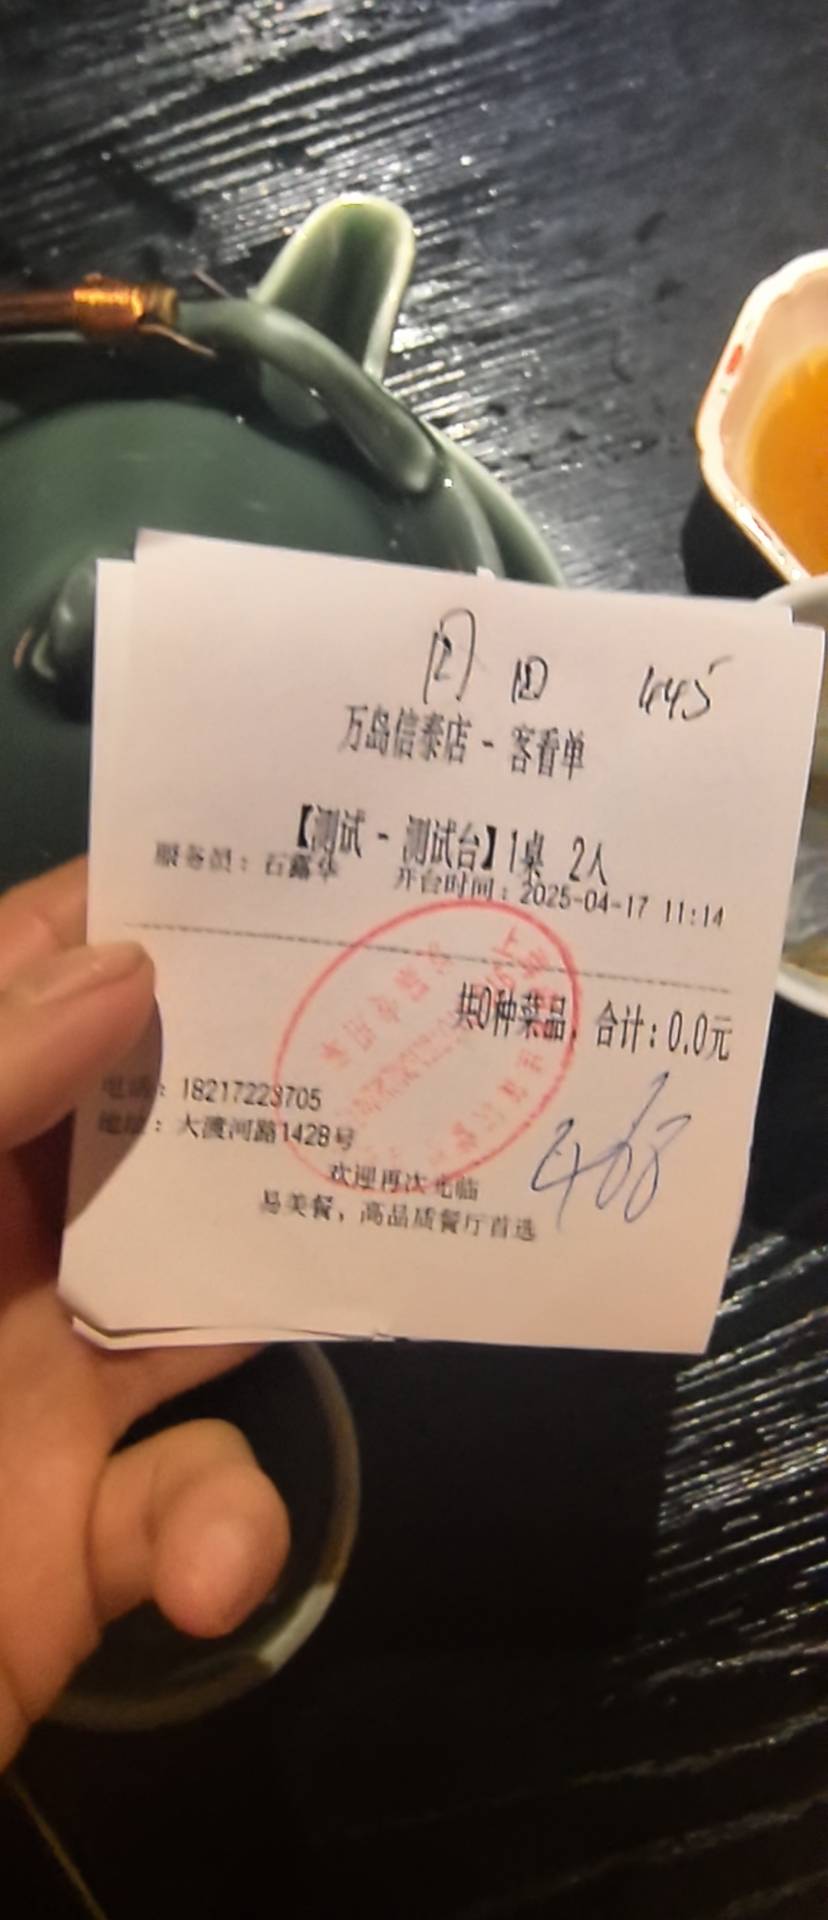 445
万岛信泰店 - 客看单
【测试 - 测试台】1桌 2人
服务员：石露华 开台时间：2025-04-17 11:14
共0种菜品，合计：0.0元
电话：18217223705
地址：大渡河路1428号
欢迎再次光临
易美餐，高品质餐厅首选